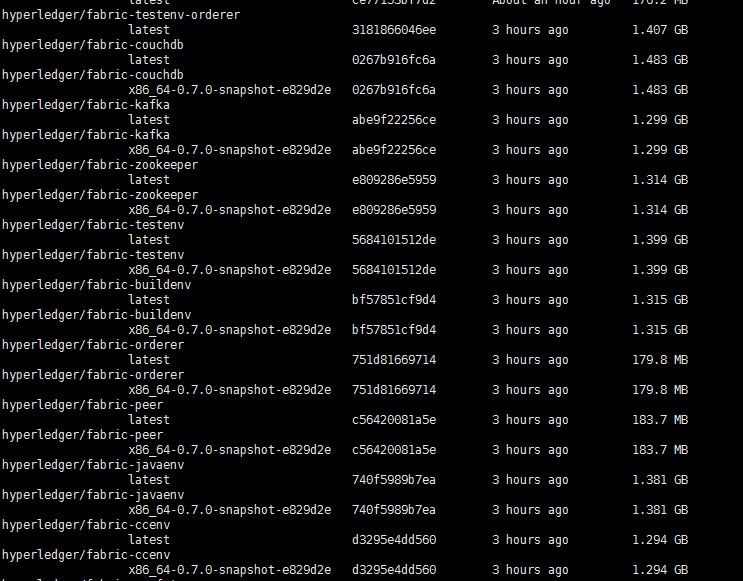 latest ce77153bf7d2 About an hour ago 176.2 MB
hyperledger/fabric-testenv-orderer
latest 3181866046ee 3 hours ago 1.407 GB
hyperledger/fabric-couchdb
latest 0267b916fc6a 3 hours ago 1.483 GB
hyperledger/fabric-couchdb
x86_64-0.7.0-snapshot-e829d2e 0267b916fc6a 3 hours ago 1.483 GB
hyperledger/fabric-kafka
latest abe9f22256ce 3 hours ago 1.299 GB
hyperledger/fabric-kafka
x86_64-0.7.0-snapshot-e829d2e abe9f22256ce 3 hours ago 1.299 GB
hyperledger/fabric-zookeeper
latest e809286e5959 3 hours ago 1.314 GB
hyperledger/fabric-zookeeper
x86_64-0.7.0-snapshot-e829d2e e809286e5959 3 hours ago 1.314 GB
hyperledger/fabric-testenv
latest 5684101512de 3 hours ago 1.399 GB
hyperledger/fabric-testenv
x86_64-0.7.0-snapshot-e829d2e 5684101512de 3 hours ago 1.399 GB
hyperledger/fabric-buildenv
latest bf57851cf9d4 3 hours ago 1.315 GB
hyperledger/fabric-buildenv
x86_64-0.7.0-snapshot-e829d2e bf57851cf9d4 3 hours ago 1.315 GB
hyperledger/fabric-orderer
latest 751d81669714 3 hours ago 179.8 MB
hyperledger/fabric-orderer
x86_64-0.7.0-snapshot-e829d2e 751d81669714 3 hours ago 179.8 MB
hyperledger/fabric-peer
latest c56420081a5e 3 hours ago 183.7 MB
hyperledger/fabric-peer
x86_64-0.7.0-snapshot-e829d2e c56420081a5e 3 hours ago 183.7 MB
hyperledger/fabric-javaenv
latest 740f5989b7ea 3 hours ago 1.381 GB
hyperledger/fabric-javaenv
x86_64-0.7.0-snapshot-e829d2e 740f5989b7ea 3 hours ago 1.381 GB
hyperledger/fabric-ccenv
latest d3295e4dd560 3 hours ago 1.294 GB
hyperledger/fabric-ccenv
x86_64-0.7.0-snapshot-e829d2e d3295e4dd560 3 hours ago 1.294 GB